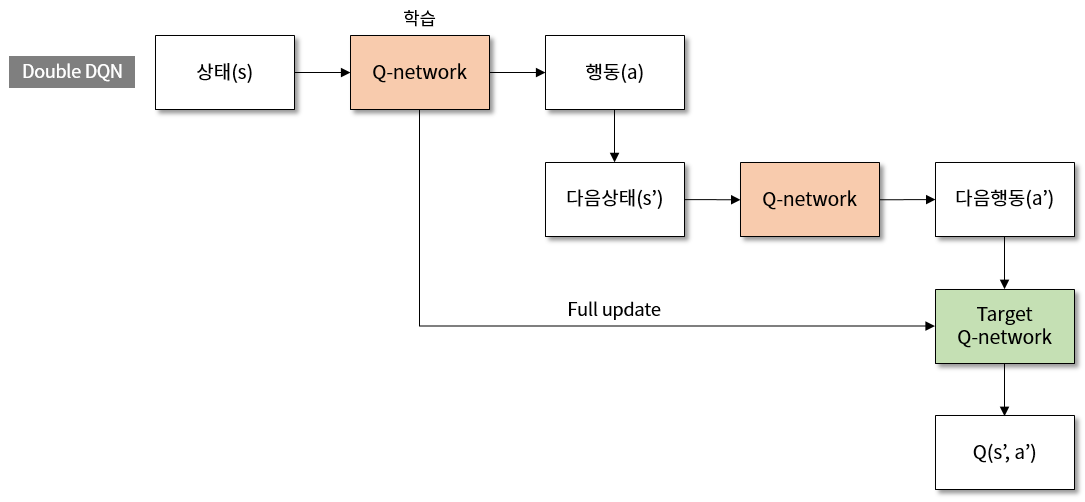 학습
Double DQN
상태(s)
Q-network
행동(a)
다음상태(s’)
Q-network
다음행동(a’)
Full update
Target
Q-network
Q(s’, a’)